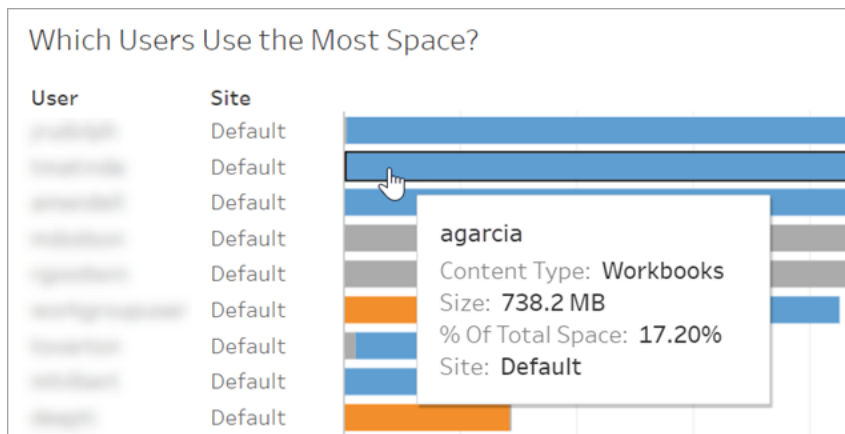 Which Users Use the Most Space?
User Site
Default
Default
Default
Default
Default
Default
Default
Default
Default
agarcia
Content Type: Workbooks
Size: 738.2 MB
% Of Total Space: 17.20%
Site: Default